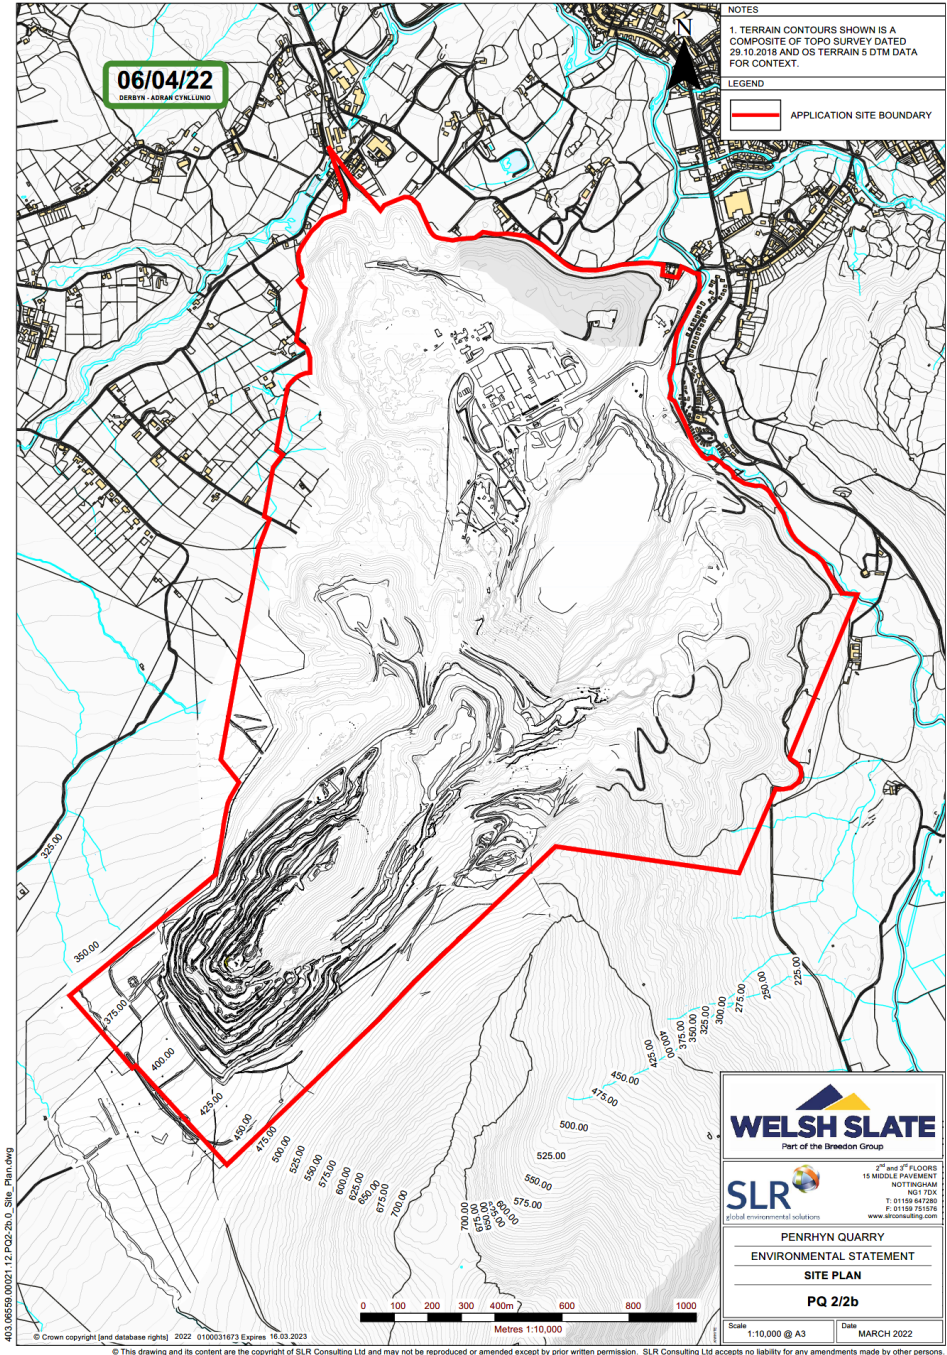 NOTES
1. TERRAIN CONTOURS SHOWN IS A
COMPOSITE OF TOPO SURVEY DATED
29.10.2018 AND OS TERRAIN 5 DTM DATA
FOR CONTEXT.
LEGEND
APPLICATION SITE BOUNDARY
N
06/04/22
DERBYN - ADRAN CYNLLUNIO
325.00
350.00
375.00
400.00
425.00
450.00
475.00
500.00
525.00
550.00
575.00
600.00
625.00
650.00
675.00
700.00
700.00
675.00
650.00
625.00
600.00
575.00
550.00
525.00
500.00
475.00
450.00
425.00
400.00
375.00
350.00
325.00
300.00
275.00
250.00
225.00
WELSH SLATE
Part of the Breedon Group
SLR
global environmental solutions
2nd and 3rd FLOORS
15 MIDDLE PAVEMENT
NOTTINGHAM
NG1 7DX
T: 01159 647280
F: 01159 751576
www.slrconsulting.com
PENRHYN QUARRY
ENVIRONMENTAL STATEMENT
SITE PLAN
PQ 2/2b
Scale
1:10,000 @ A3
Date
MARCH 2022
0 100 200 300 400m 600 800 1000
Metres 1:10,000
403.06559.00021.12.PQ2-2b.0_Site_Plan.dwg
© Crown copyright [and database rights] 2022 0100031673 Expires 16.03.2023
© This drawing and its content are the copyright of SLR Consulting Ltd and may not be reproduced or amended except by prior written permission. SLR Consulting Ltd accepts no liability for any amendments made by other persons.